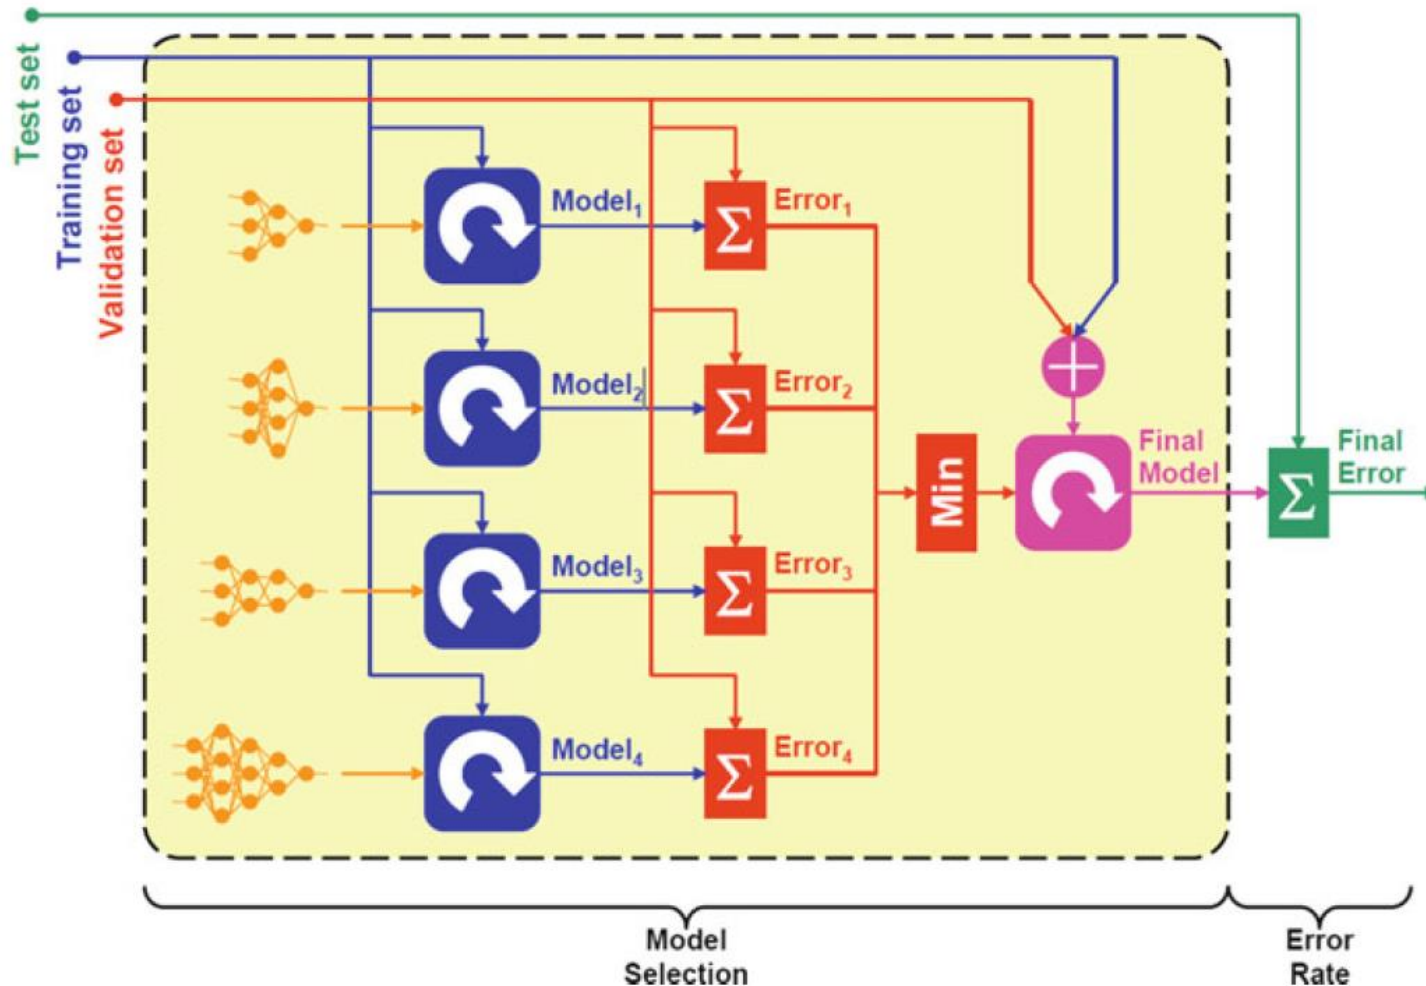 Test set
Training set
Validation set
Model₁
Σ
Error₁
Model₂
Σ
Error₂
Min
Final
Model
Σ
Final
Error
Model₃
Σ
Error₃
Model₄
Σ
Error₄
Model
Selection
Error
Rate